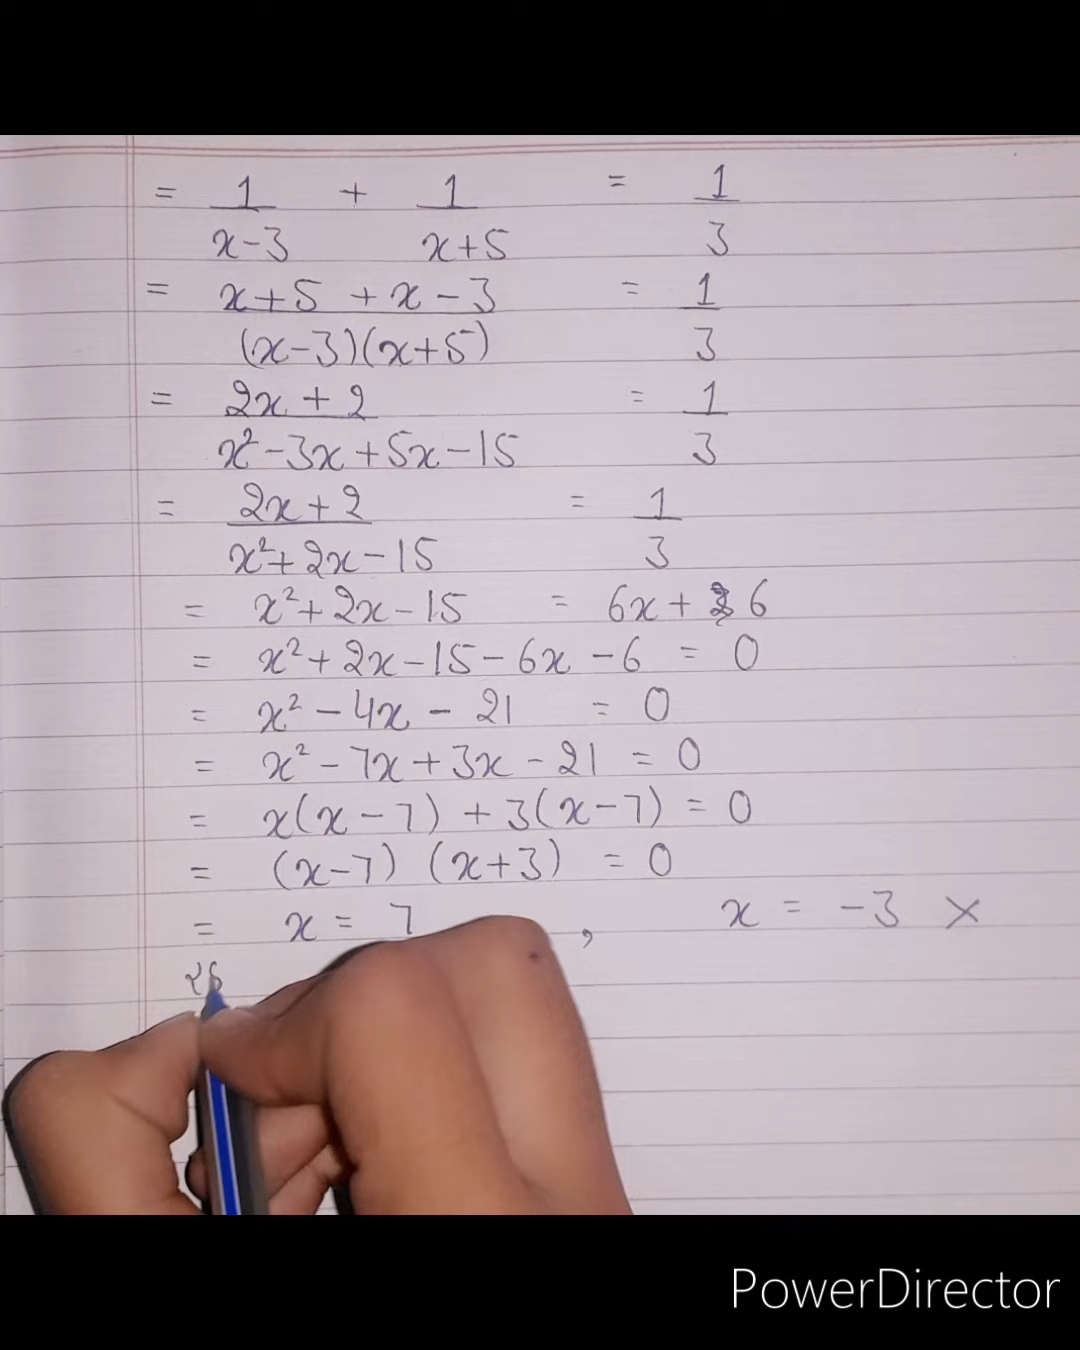 = 1/(x-3) + 1/(x+5) = 1/3
= (x+5 + x-3)/((x-3)(x+5)) = 1/3
= (2x+2)/(x²-3x+5x-15) = 1/3
= (2x+2)/(x²+2x-15) = 1/3
= x²+2x-15 = 6x+6
= x²+2x-15-6x-6 = 0
= x²-4x-21 = 0
= x²-7x+3x-21 = 0
= x(x-7)+3(x-7) = 0
= (x-7)(x+3) = 0
= x = 7 , x = -3 ×
PowerDirector